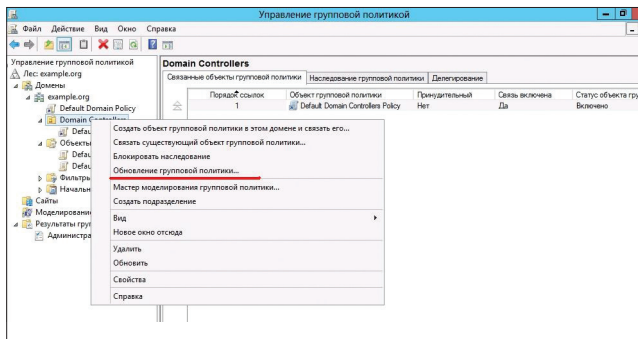 Управление групповой политикой
Файл Действие Вид Окно Справка
Управление групповой политикой
Лес: example.org
Домены
example.org
Default Domain Policy
Domain Controllers
Defau
Объекты
Defau
Defau
Фильтры
Начальн
Сайты
Моделирование
Результаты груп
Администра
Domain Controllers
Связанные объекты групповой политики Наследование групповой политики Делегирование
Порядок ссылок Объект групповой политики Принудительный Связь включена Статус объекта гру
1 Default Domain Controllers Policy Нет Да Включено
Создать объект групповой политики в этом домене и связать его...
Связать существующий объект групповой политики...
Блокировать наследование
Обновление групповой политики...
Мастер моделирования групповой политики...
Создать подразделение
Вид
Новое окно отсюда
Удалить
Обновить
Свойства
Справка